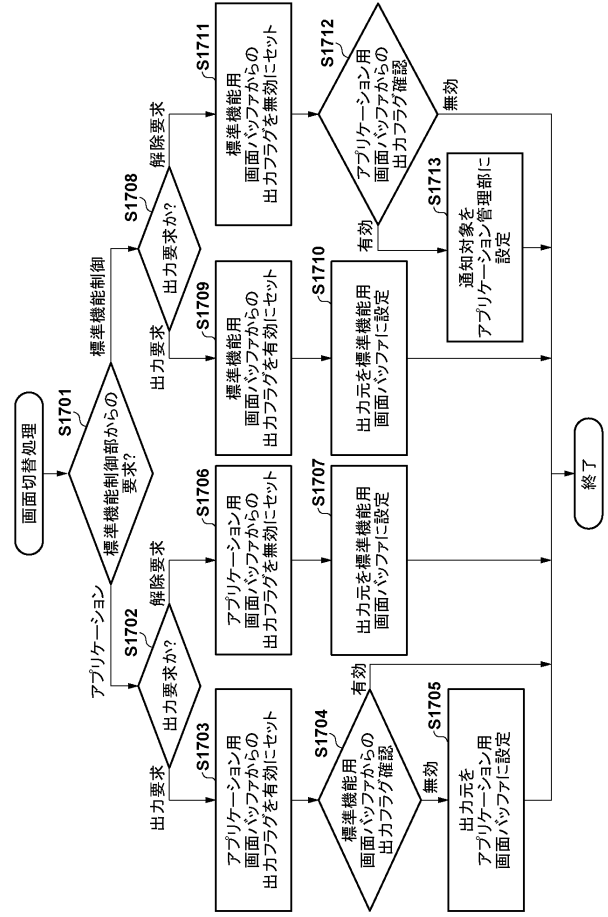 画面切替処理
S1701
標準機能制御部からの
要求?
アプリケーション
標準機能制御
S1702
出力要求か?
出力要求
解除要求
S1703
アプリケーション用
画面バッファからの
出力フラグを有効にセット
S1704
標準機能用
画面バッファからの
出力フラグ確認
有効
無効
S1705
出力元を
アプリケーション用
画面バッファに設定
S1706
アプリケーション用
画面バッファからの
出力フラグを無効にセット
S1707
出力元を標準機能用
画面バッファに設定
S1708
出力要求か?
出力要求
解除要求
S1709
標準機能用
画面バッファからの
出力フラグを有効にセット
S1710
出力元を標準機能用
画面バッファに設定
S1711
標準機能用
画面バッファからの
出力フラグを無効にセット
S1712
アプリケーション用
画面バッファからの
出力フラグ確認
有効
無効
S1713
通知対象を
アプリケーション管理部に
設定
終了